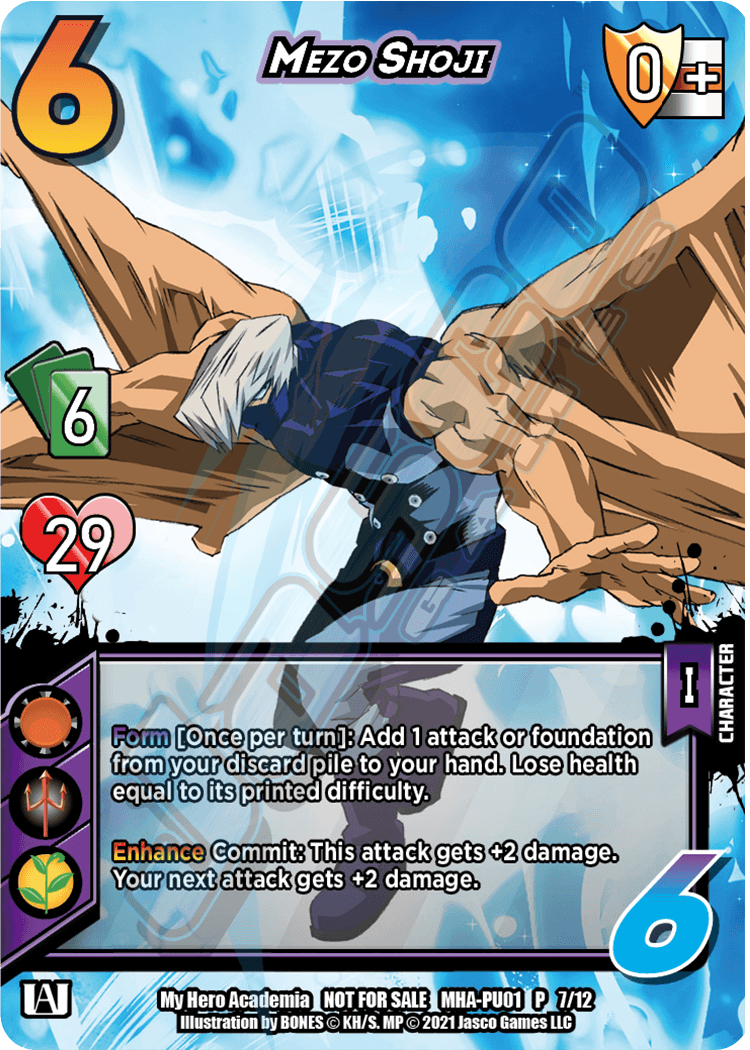 6
MEZO SHOJI
0 +
6
29
I
CHARACTER
Form [Once per turn]: Add 1 attack or foundation
from your discard pile to your hand. Lose health
equal to its printed difficulty.
Enhance Commit: This attack gets +2 damage.
Your next attack gets +2 damage.
6
UA
My Hero Academia NOT FOR SALE MHA-PU01 P 7/12
Illustration by BONES © KH/S. MP © 2021 Jasco Games LLC